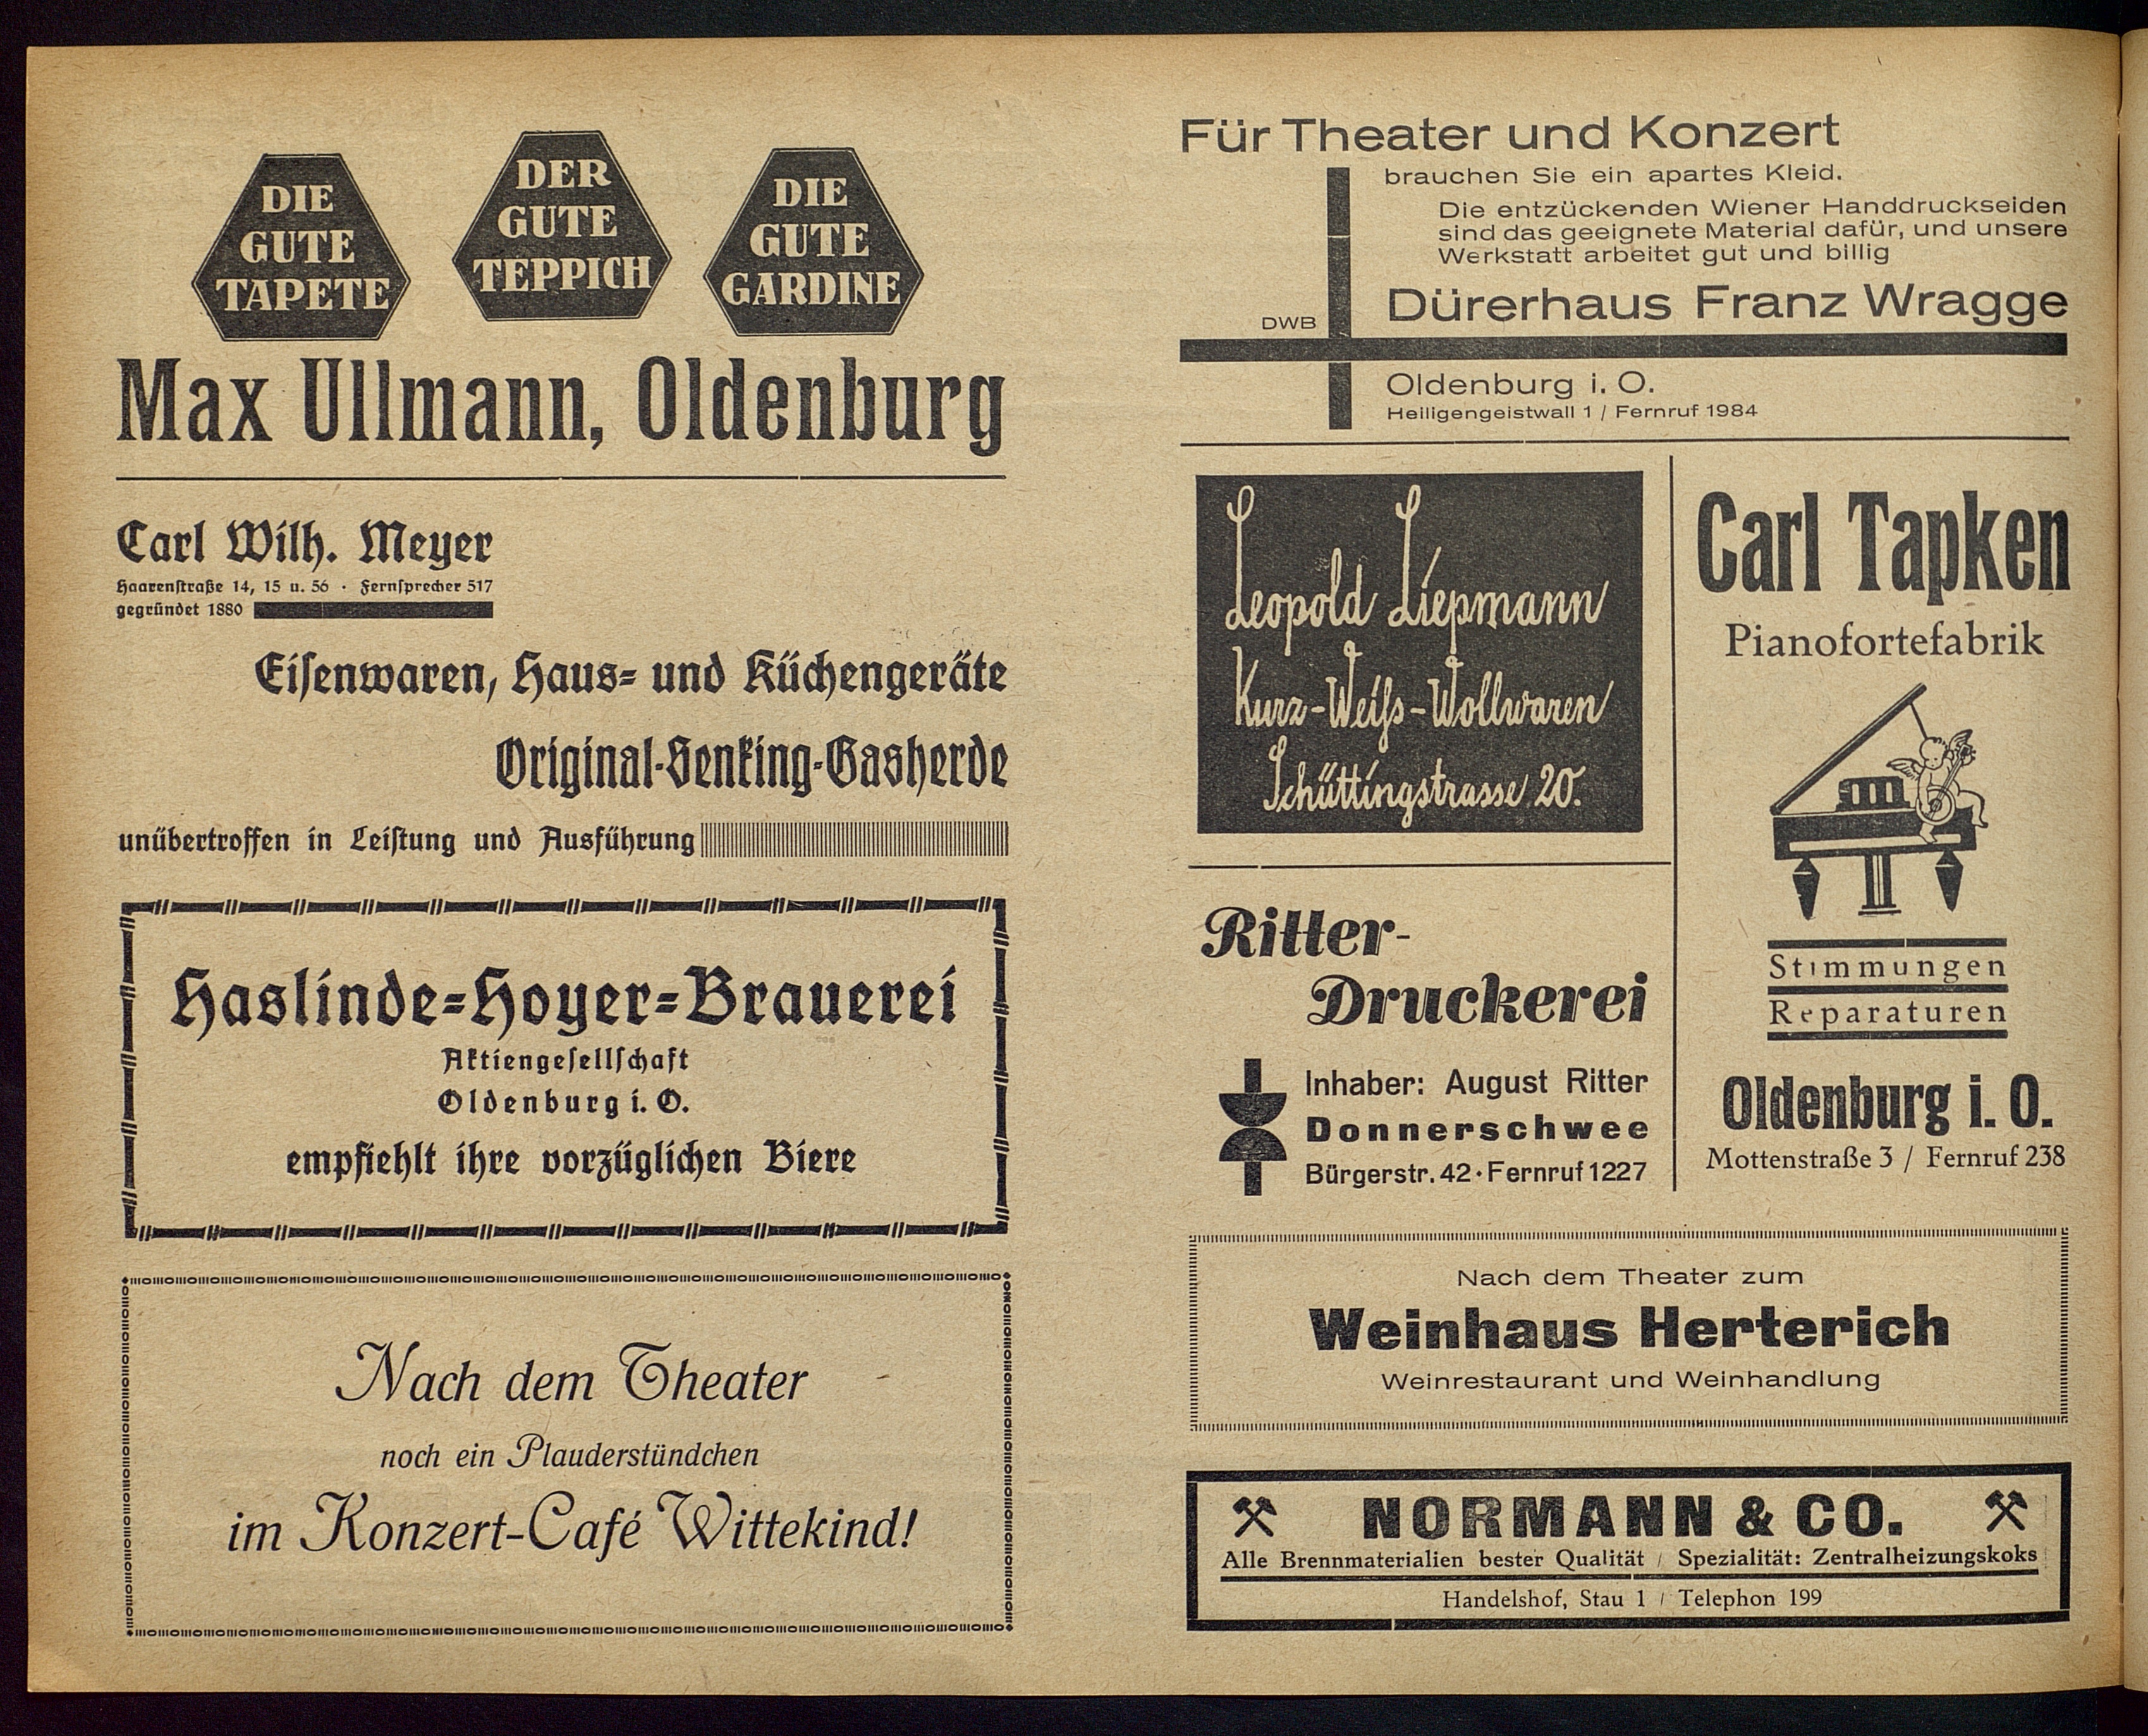 DIE
GUTE
TAPETE
DER
GUTE
TEPPICH
DIE
GUTE
GARDINE
Max Ullmann, Oldenburg
Carl Wilh. Meyer
Haarenſtraße 14, 15 u. 56 · Fernſprecher 517
gegründet 1880
Eiſenwaren, Haus- und Küchengeräte
Original-Senking-Gasherde
unübertroffen in Leiſtung und Ausführung
Haslinde-Hoyer-Brauerei
Aktiengeſellſchaft
Oldenburg i. O.
empfiehlt ihre vorzüglichen Biere
Nach dem Theater
noch ein Plauderstündchen
im Konzert-Café Wittekind!
Für Theater und Konzert
brauchen Sie ein apartes Kleid.
Die entzückenden Wiener Handdruckseiden
sind das geeignete Material dafür, und unsere
Werkstatt arbeitet gut und billig
Dürerhaus Franz Wragge
DWB
Oldenburg i. O.
Heiligengeistwall 1 / Fernruf 1984
Leopold Liepmann
Kurz-Weiſs-Wollwaren
Schüttingstrasse 20.
Ritter-
Druckerei
Inhaber: August Ritter
Donnerschwee
Bürgerstr. 42 · Fernruf 1227
Carl Tapken
Pianofortefabrik
Stimmungen
Reparaturen
Oldenburg i. O.
Mottenstraße 3 / Fernruf 238
Nach dem Theater zum
Weinhaus Herterich
Weinrestaurant und Weinhandlung
NORMANN & CO.
Alle Brennmaterialien bester Qualität / Spezialität: Zentralheizungskoks
Handelshof, Stau 1 / Telephon 199